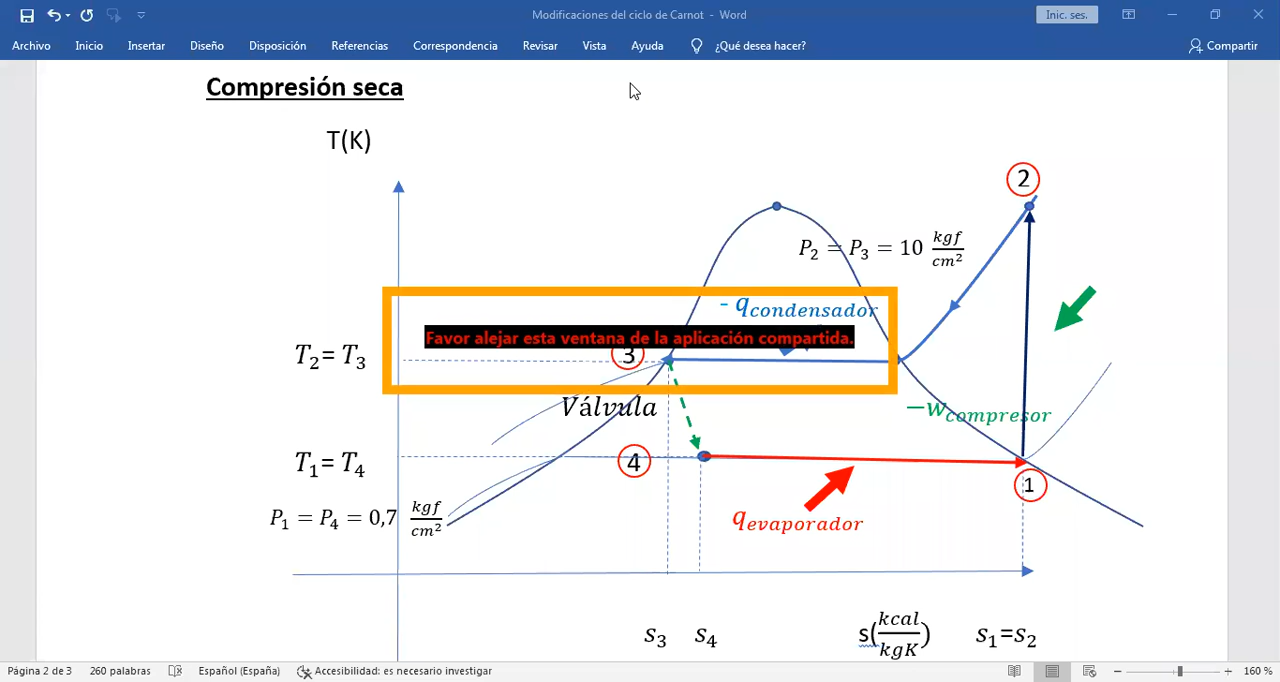 Modificaciones del ciclo de Carnot - Word
Inic. ses.
Archivo Inicio Insertar Diseño Disposición Referencias Correspondencia Revisar Vista Ayuda ¿Qué desea hacer? Compartir
Compresión seca
T(K)
2
P₂ = P₃ = 10 kgf/cm²
- q condensador
Favor alejar esta ventana de la aplicación compartida.
T₂= T₃
3
Válvula
−w compresor
T₁= T₄
4
1
P₁ = P₄ = 0,7 kgf/cm²
q evaporador
s₃ s₄ s(kcal/kgK) s₁=s₂
Página 2 de 3 260 palabras Español (España) Accesibilidad: es necesario investigar 160 %